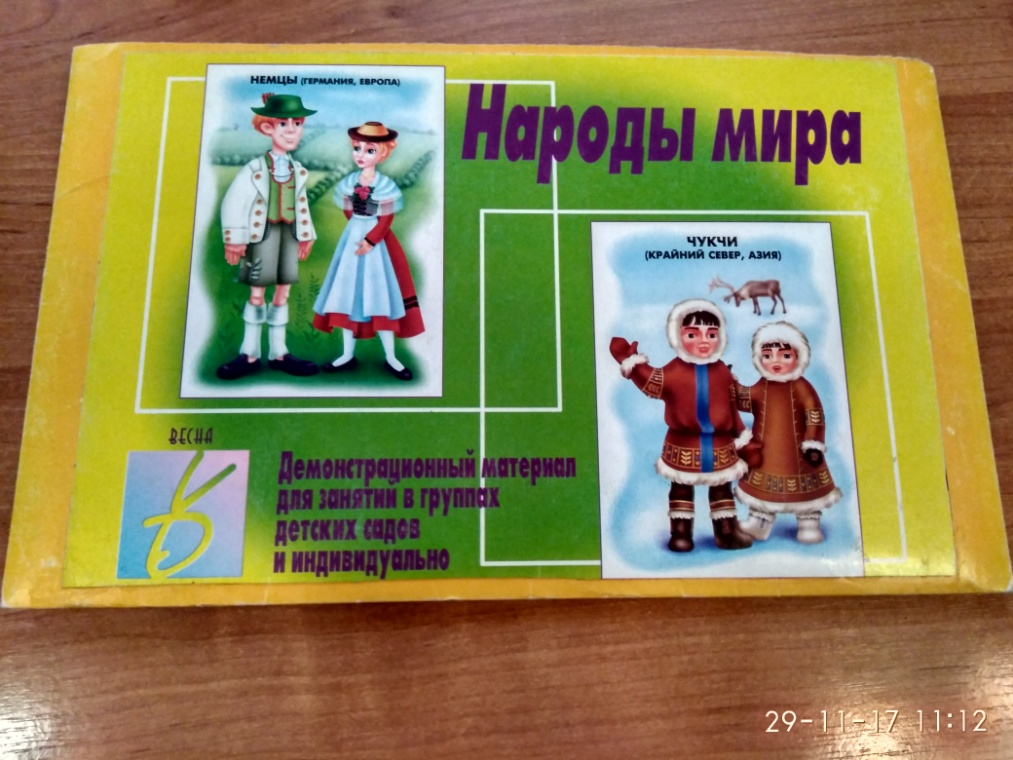 НЕМЦЫ (ГЕРМАНИЯ, ЕВРОПА)
Народы мира
ЧУКЧИ
(КРАЙНИЙ СЕВЕР, АЗИЯ)
ВЕСНА
Демонстрационный материал
для занятий в группах
детских садов
и индивидуально
29-11-17 11:12